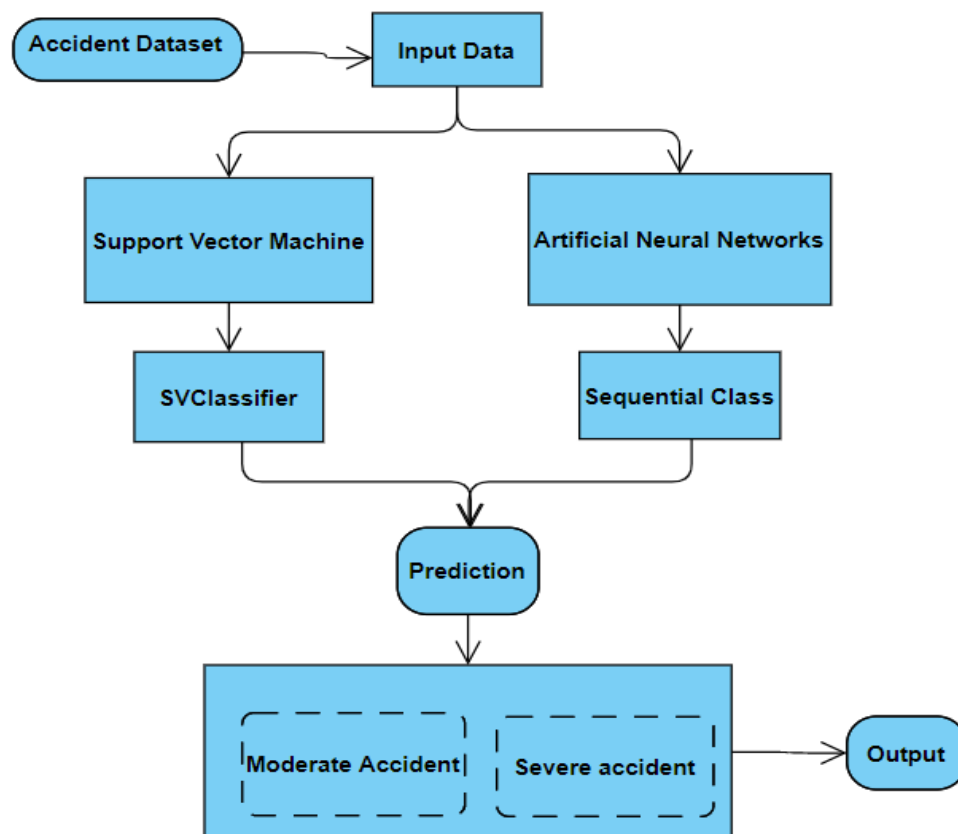 Accident Dataset
Input Data
Support Vector Machine
Artificial Neural Networks
SVClassifier
Sequential Class
Prediction
Moderate Accident
Severe accident
Output